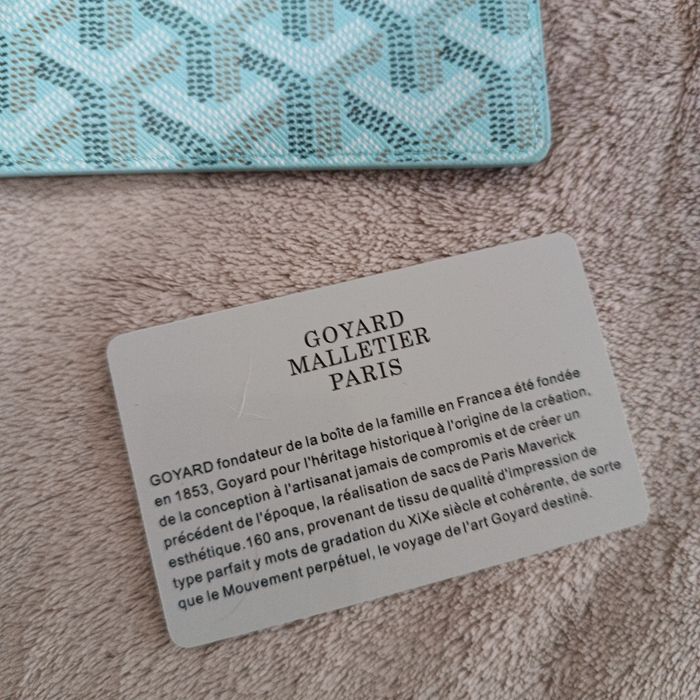 GOYARD
MALLETIER
PARIS
GOYARD fondateur de la boîte de la famille en France a été fondée
en 1853, Goyard pour l'héritage historique à l'origine de la création,
de la conception à l'artisanat jamais de compromis et de créer un
précédent de l'époque, la réalisation de sacs de Paris Maverick
esthétique.160 ans, provenant de tissu de qualité d'impression de
type parfait y mots de gradation du XiXe siècle et cohérente, de sorte
que le Mouvement perpétuel, le voyage de l'art Goyard destiné.